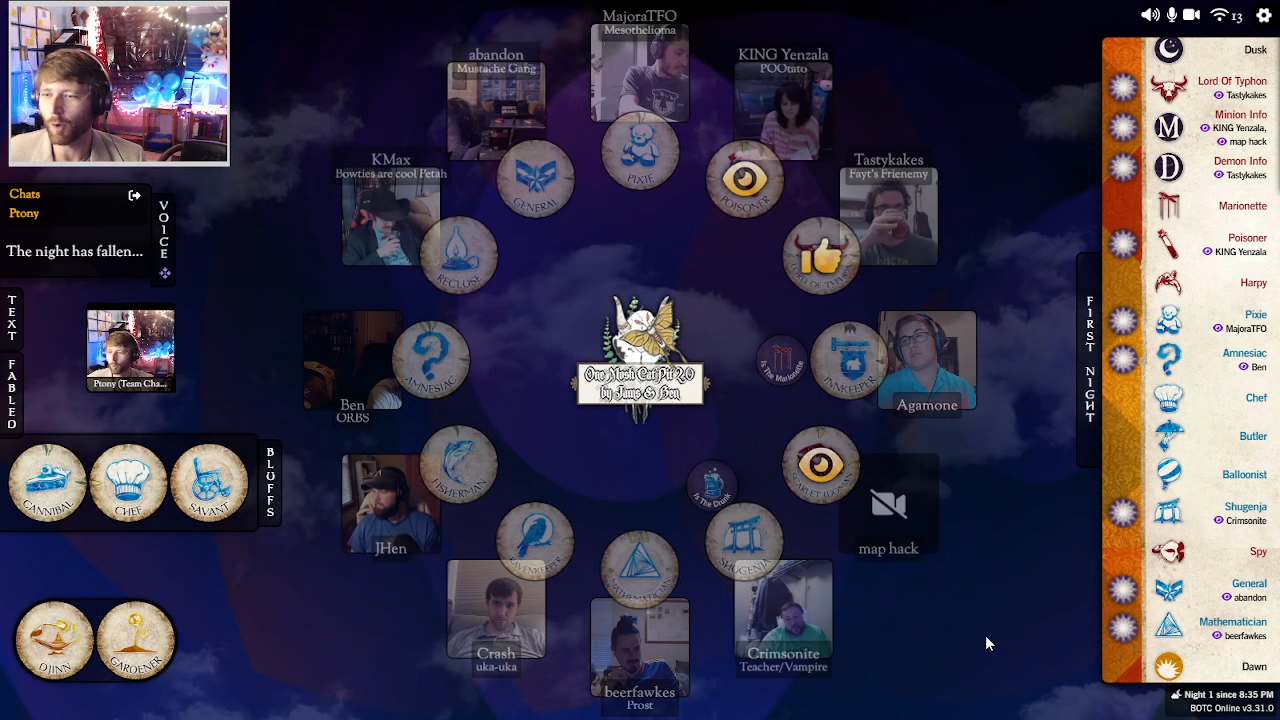 13
MajoraTFO
Mesothelioma
abandon
Mustache Gang
KING Yenzala
POOtato
KMax
Bowties are cool Petah
Tastykakes
Fayt's Frienemy
Chats
Ptony
The night has fallen...
VOICE
TEXT
FABLED
Ptony (Team Cha...
PIXIE
GENERAL
POISONER
RECLUSE
LORD OF TYPHON
AMNESIAC
Is The Marionette
INNKEEPER
Ben
ORBS
Agamone
One Mush Cat Pit 2.0
FISHERMAN
SCARLET WOMAN
Is The Drunk
JHen
map hack
RAVENKEEPER
MATHEMATICIAN
SHUGENJA
Crash
uka-uka
beerfawkes
Prost
Crimsonite
Teacher/Vampire
CANNIBAL
CHEF
SAVANT
BLUFFS
DJINN
GARDENER
FIRST NIGHT
Dusk
Lord Of Typhon
Tastykakes
Minion Info
KING Yenzala,
map hack
Demon Info
Tastykakes
Marionette
Poisoner
KING Yenzala
Harpy
Pixie
MajoraTFO
Amnesiac
Ben
Chef
Butler
Balloonist
Shugenja
Crimsonite
Spy
General
abandon
Mathematician
beerfawkes
Dawn
Night 1 since 8:35 PM
BOTC Online v3.31.0